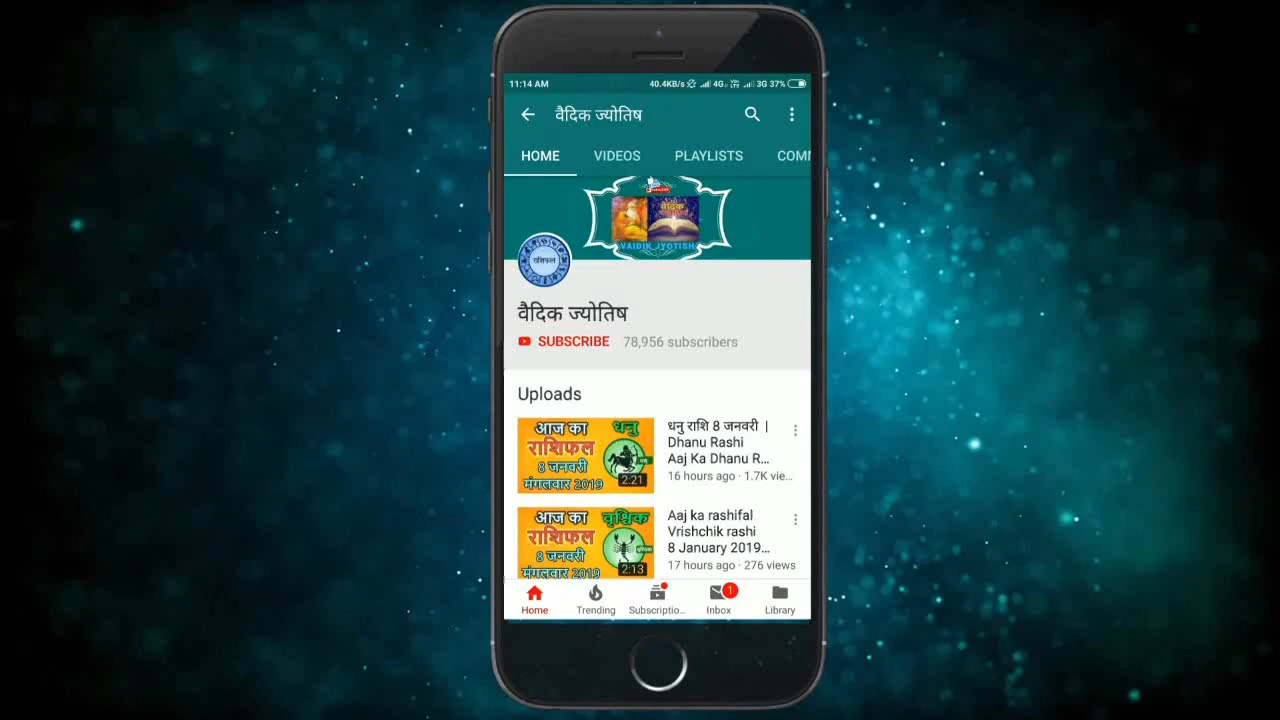 11:14 AM
40.4KB/s 4G 3G 37%
वैदिक ज्योतिष
HOME VIDEOS PLAYLISTS COMM
वैदिक
VAIDIK JYOTISH
राशिफल
वैदिक ज्योतिष
SUBSCRIBE 78,956 subscribers
Uploads
आज का धनु
राशिफल
8 जनवरी
मंगलवार 2019
2:21
धनु राशि 8 जनवरी |
Dhanu Rashi
Aaj Ka Dhanu R...
16 hours ago · 1.7K vie...
आज का वृश्चिक
राशिफल
8 जनवरी
मंगलवार 2019
2:13
Aaj ka rashifal
Vrishchik rashi
8 January 2019...
17 hours ago · 276 views
1
Home Trending Subscriptio... Inbox Library